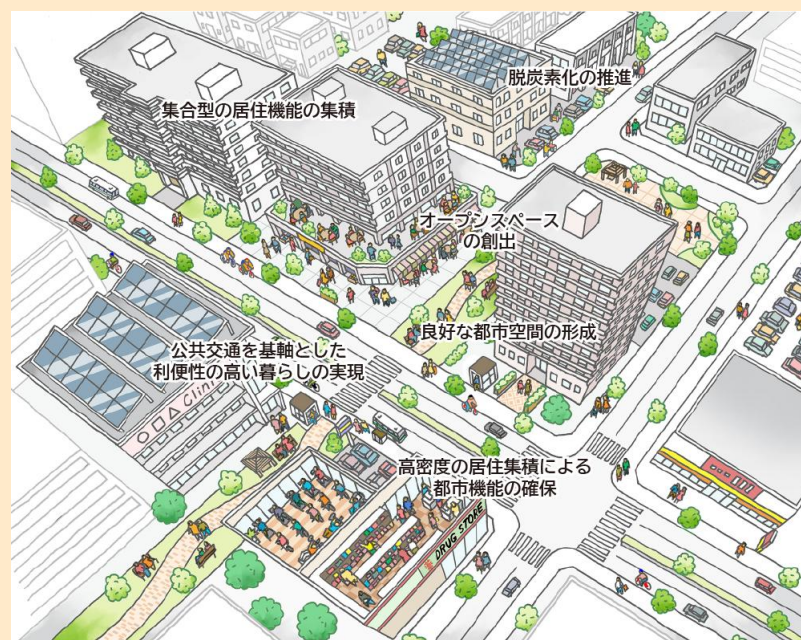 脱炭素化の推進
集合型の居住機能の集積
オープンスペース
の創出
良好な都市空間の形成
公共交通を基軸とした
利便性の高い暮らしの実現
○□△ Clinic
高密度の居住集積による
都市機能の確保
DRUG STORE